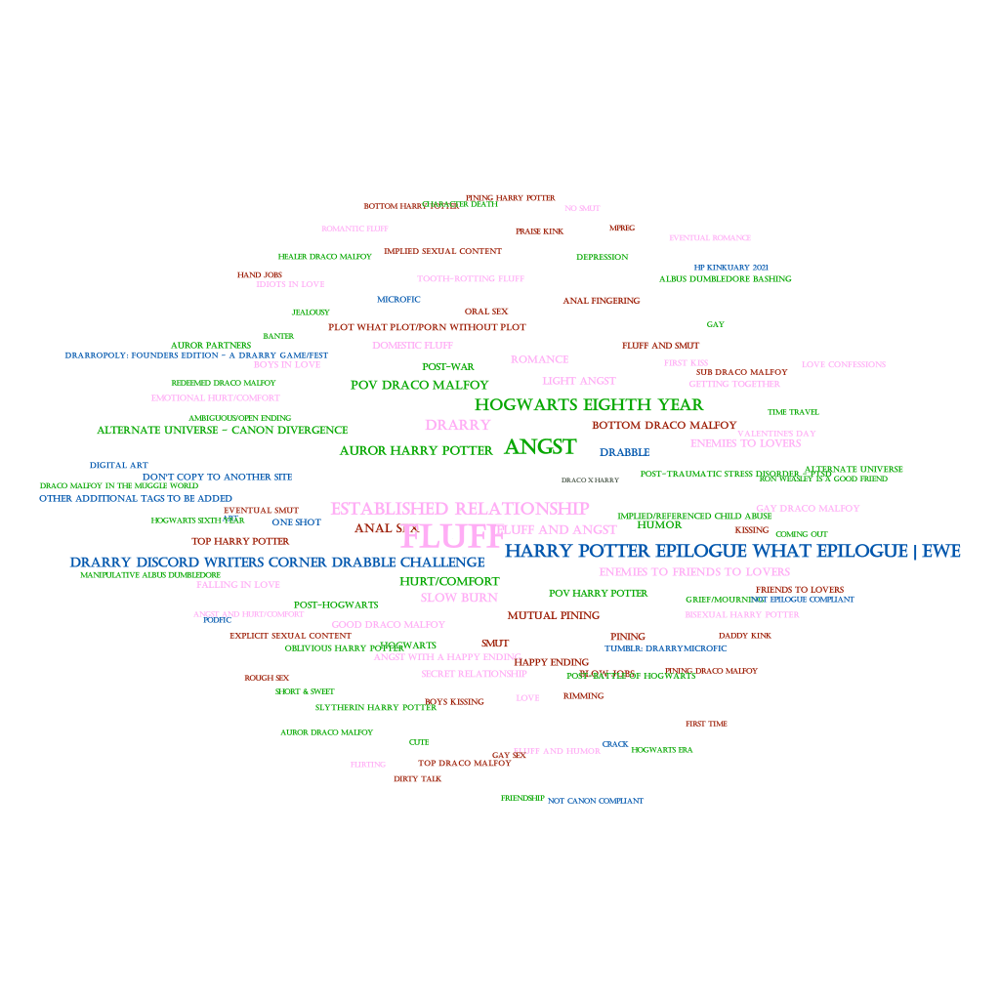 PINING HARRY POTTER
CHARACTER DEATH
BOTTOM HARRY POTTER
NO SMUT
ROMANTIC FLUFF
PRAISE KINK
MPREG
EVENTUAL ROMANCE
IMPLIED SEXUAL CONTENT
HEALER DRACO MALFOY
DEPRESSION
HP KINKUARY 2021
HAND JOBS
TOOTH-ROTTING FLUFF
ALBUS DUMBLEDORE BASHING
IDIOTS IN LOVE
MICROFIC
ANAL FINGERING
JEALOUSY
ORAL SEX
PLOT WHAT PLOT/PORN WITHOUT PLOT
GAY
BANTER
AUROR PARTNERS
DOMESTIC FLUFF
FLUFF AND SMUT
DRARROPOLY: FOUNDERS EDITION - A DRARRY GAME/FEST
ROMANCE
BOYS IN LOVE
POST-WAR
FIRST KISS
LOVE CONFESSIONS
SUB DRACO MALFOY
REDEEMED DRACO MALFOY
POV DRACO MALFOY
LIGHT ANGST
GETTING TOGETHER
EMOTIONAL HURT/COMFORT
HOGWARTS EIGHTH YEAR
TIME TRAVEL
AMBIGUOUS/OPEN ENDING
DRARRY
BOTTOM DRACO MALFOY
ALTERNATE UNIVERSE - CANON DIVERGENCE
VALENTINE'S DAY
ENEMIES TO LOVERS
AUROR HARRY POTTER
ANGST
DRABBLE
DIGITAL ART
ALTERNATE UNIVERSE
DON'T COPY TO ANOTHER SITE
DRACO X HARRY
POST-TRAUMATIC STRESS DISORDER - PTSD
RON WEASLEY IS A GOOD FRIEND
DRACO MALFOY IN THE MUGGLE WORLD
OTHER ADDITIONAL TAGS TO BE ADDED
EVENTUAL SMUT
ESTABLISHED RELATIONSHIP
GAY DRACO MALFOY
HOGWARTS SIXTH YEAR
ART
ONE SHOT
IMPLIED/REFERENCED CHILD ABUSE
HUMOR
ANAL SEX
FLUFF
FLUFF AND ANGST
KISSING
COMING OUT
TOP HARRY POTTER
HARRY POTTER EPILOGUE WHAT EPILOGUE | EWE
DRARRY DISCORD WRITERS CORNER DRABBLE CHALLENGE
MANIPULATIVE ALBUS DUMBLEDORE
ENEMIES TO FRIENDS TO LOVERS
FALLING IN LOVE
HURT/COMFORT
SLOW BURN
POV HARRY POTTER
FRIENDS TO LOVERS
GRIEF/MOURNING
NOT EPILOGUE COMPLIANT
POST-HOGWARTS
ANGST AND HURT/COMFORT
PODFIC
MUTUAL PINING
BISEXUAL HARRY POTTER
GOOD DRACO MALFOY
EXPLICIT SEXUAL CONTENT
PINING
DADDY KINK
OBLIVIOUS HARRY POTTER
HOGWARTS
SMUT
TUMBLR: DRARRYMICROFIC
ANGST WITH A HAPPY ENDING
HAPPY ENDING
PINING DRACO MALFOY
ROUGH SEX
SECRET RELATIONSHIP
BLOW JOBS
POST-BATTLE OF HOGWARTS
SHORT & SWEET
SLYTHERIN HARRY POTTER
BOYS KISSING
LOVE
RIMMING
FIRST TIME
AUROR DRACO MALFOY
CUTE
CRACK
FLUFF AND HUMOR
HOGWARTS ERA
GAY SEX
FLIRTING
TOP DRACO MALFOY
DIRTY TALK
FRIENDSHIP
NOT CANON COMPLIANT